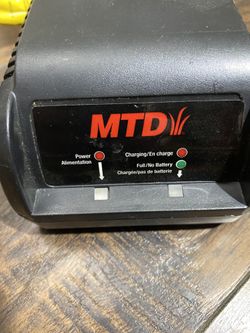 MTD
Power
Alimentation
Charging/En charge
Full/No Battery
Chargée/pas de batterie